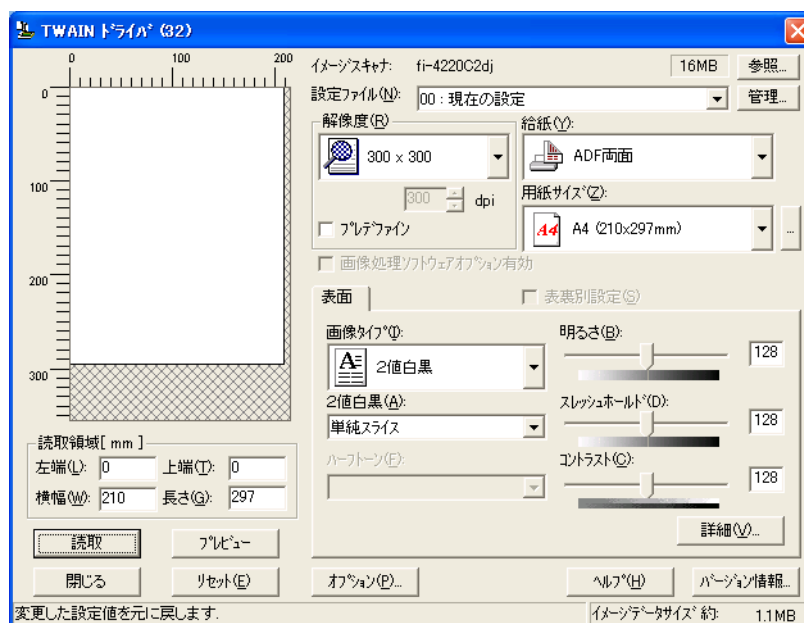 TWAIN ﾄﾞﾗｲﾊﾞ (32)
0 100 200
0
100
200
300
ｲﾒｰｼﾞｽｷｬﾅ: fi-4220C2dj 16MB 参照...
設定ﾌｧｲﾙ(N): 00 : 現在の設定 管理...
解像度(R)
300 x 300
300 dpi
ﾌﾟﾚﾃﾞﾌｧｲﾝ
給紙(Y):
ADF両面
用紙ｻｲｽﾞ(Z):
A4 A4 (210x297mm) ...
画像処理ｿﾌﾄｳｪｱｵﾌﾟｼｮﾝ有効
表面
表裏別設定(S)
画像ﾀｲﾌﾟ(I):
A 2値白黒
2値白黒(A):
単純ｽﾗｲｽ
ﾊｰﾌﾄｰﾝ(F):
明るさ(B):
128
ｽﾚｯｼｭﾎｰﾙﾄﾞ(D):
128
ｺﾝﾄﾗｽﾄ(C):
128
詳細(V)...
読取領域[ mm ]
左端(L): 0 上端(T): 0
横幅(W): 210 長さ(G): 297
読取 ﾌﾟﾚﾋﾞｭｰ
閉じる ﾘｾｯﾄ(E) ｵﾌﾟｼｮﾝ(P)... ﾍﾙﾌﾟ(H) ﾊﾞｰｼﾞｮﾝ情報...
変更した設定値を元に戻します. ｲﾒｰｼﾞﾃﾞｰﾀｻｲｽﾞ約: 1.1MB